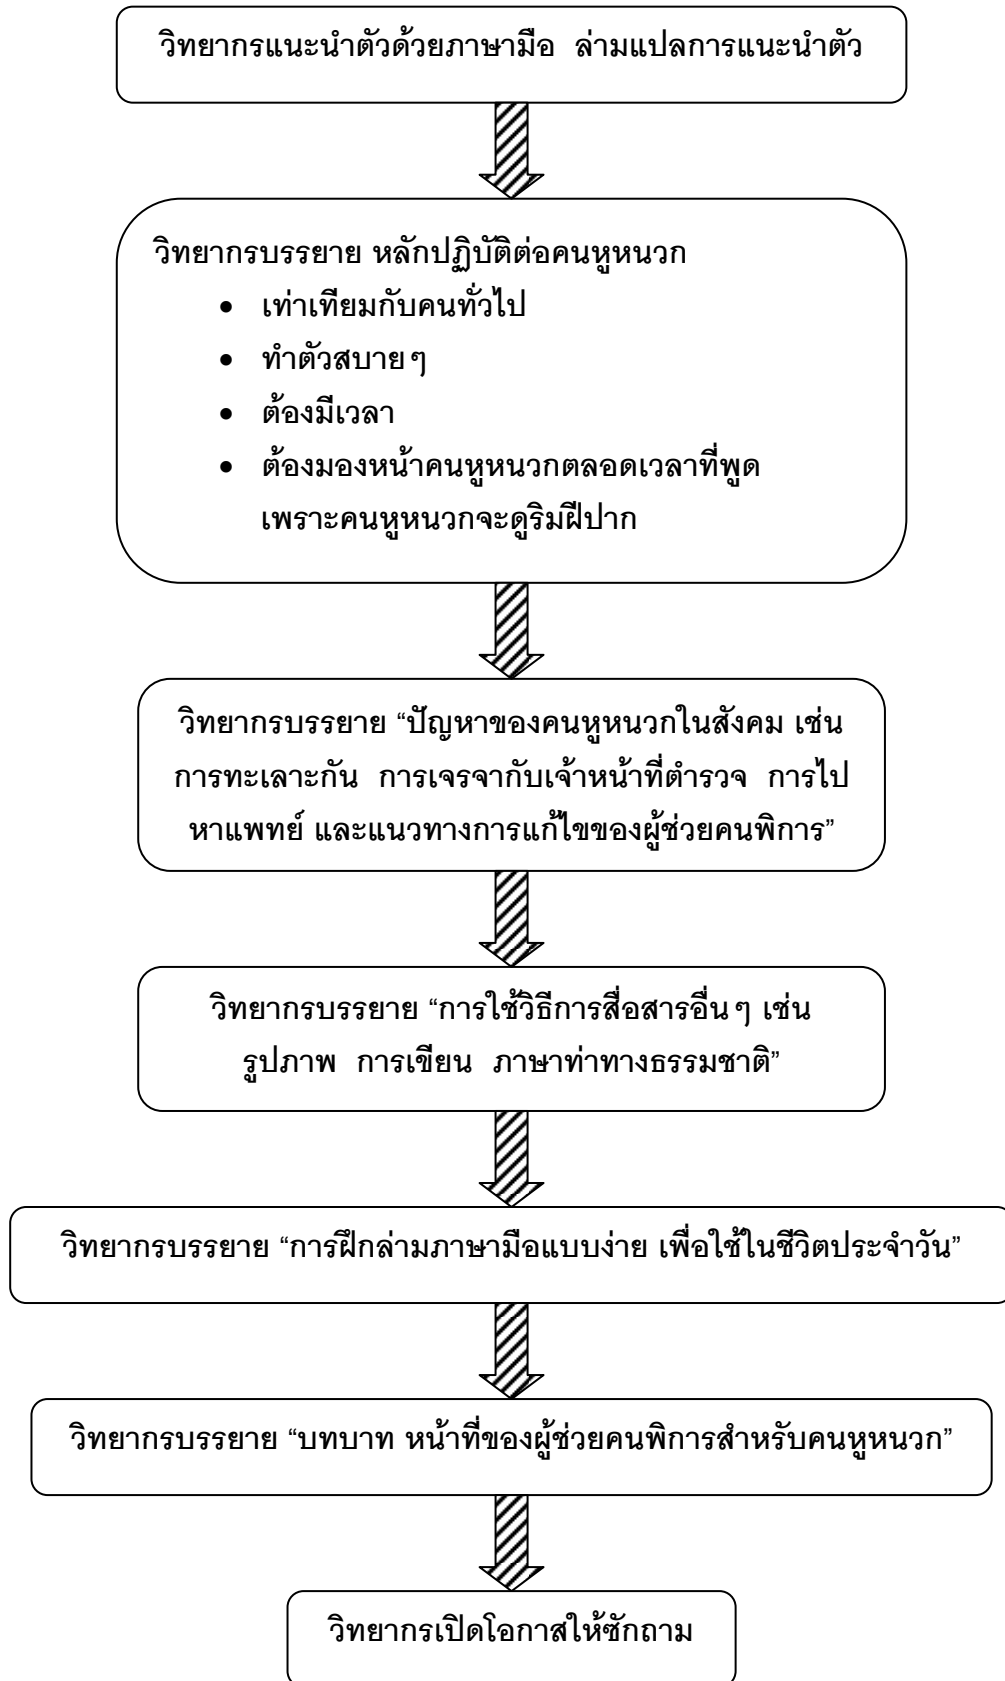 วิทยากรแนะนำตัวด้วยภาษามือ ล่ามแปลการแนะนำตัว
วิทยากรบรรยาย หลักปฏิบัติต่อคนหูหนวก
• เท่าเทียมกับคนทั่วไป
• ทำตัวสบายๆ
• ต้องมีเวลา
• ต้องมองหน้าคนหูหนวกตลอดเวลาที่พูด
เพราะคนหูหนวกจะดูริมฝีปาก
วิทยากรบรรยาย “ปัญหาของคนหูหนวกในสังคม เช่น
การทะเลาะกัน การเจรจากับเจ้าหน้าที่ตำรวจ การไป
หาแพทย์ และแนวทางการแก้ไขของผู้ช่วยคนพิการ”
วิทยากรบรรยาย “การใช้วิธีการสื่อสารอื่นๆ เช่น
รูปภาพ การเขียน ภาษาท่าทางธรรมชาติ”
วิทยากรบรรยาย “การฝึกล่ามภาษามือแบบง่าย เพื่อใช้ในชีวิตประจำวัน”
วิทยากรบรรยาย “บทบาท หน้าที่ของผู้ช่วยคนพิการสำหรับคนหูหนวก”
วิทยากรเปิดโอกาสให้ซักถาม